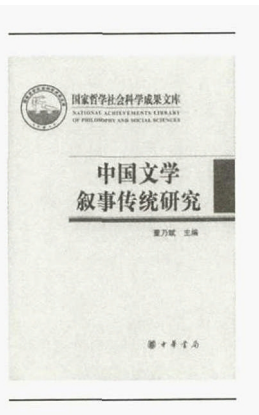 国家哲学社会科学成果文库
NATIONAL ACHIEVEMENTS LIBRARY
OF PHILOSOPHY AND SOCIAL SCIENCES
中国文学
叙事传统研究
董乃斌 主编
中华书局